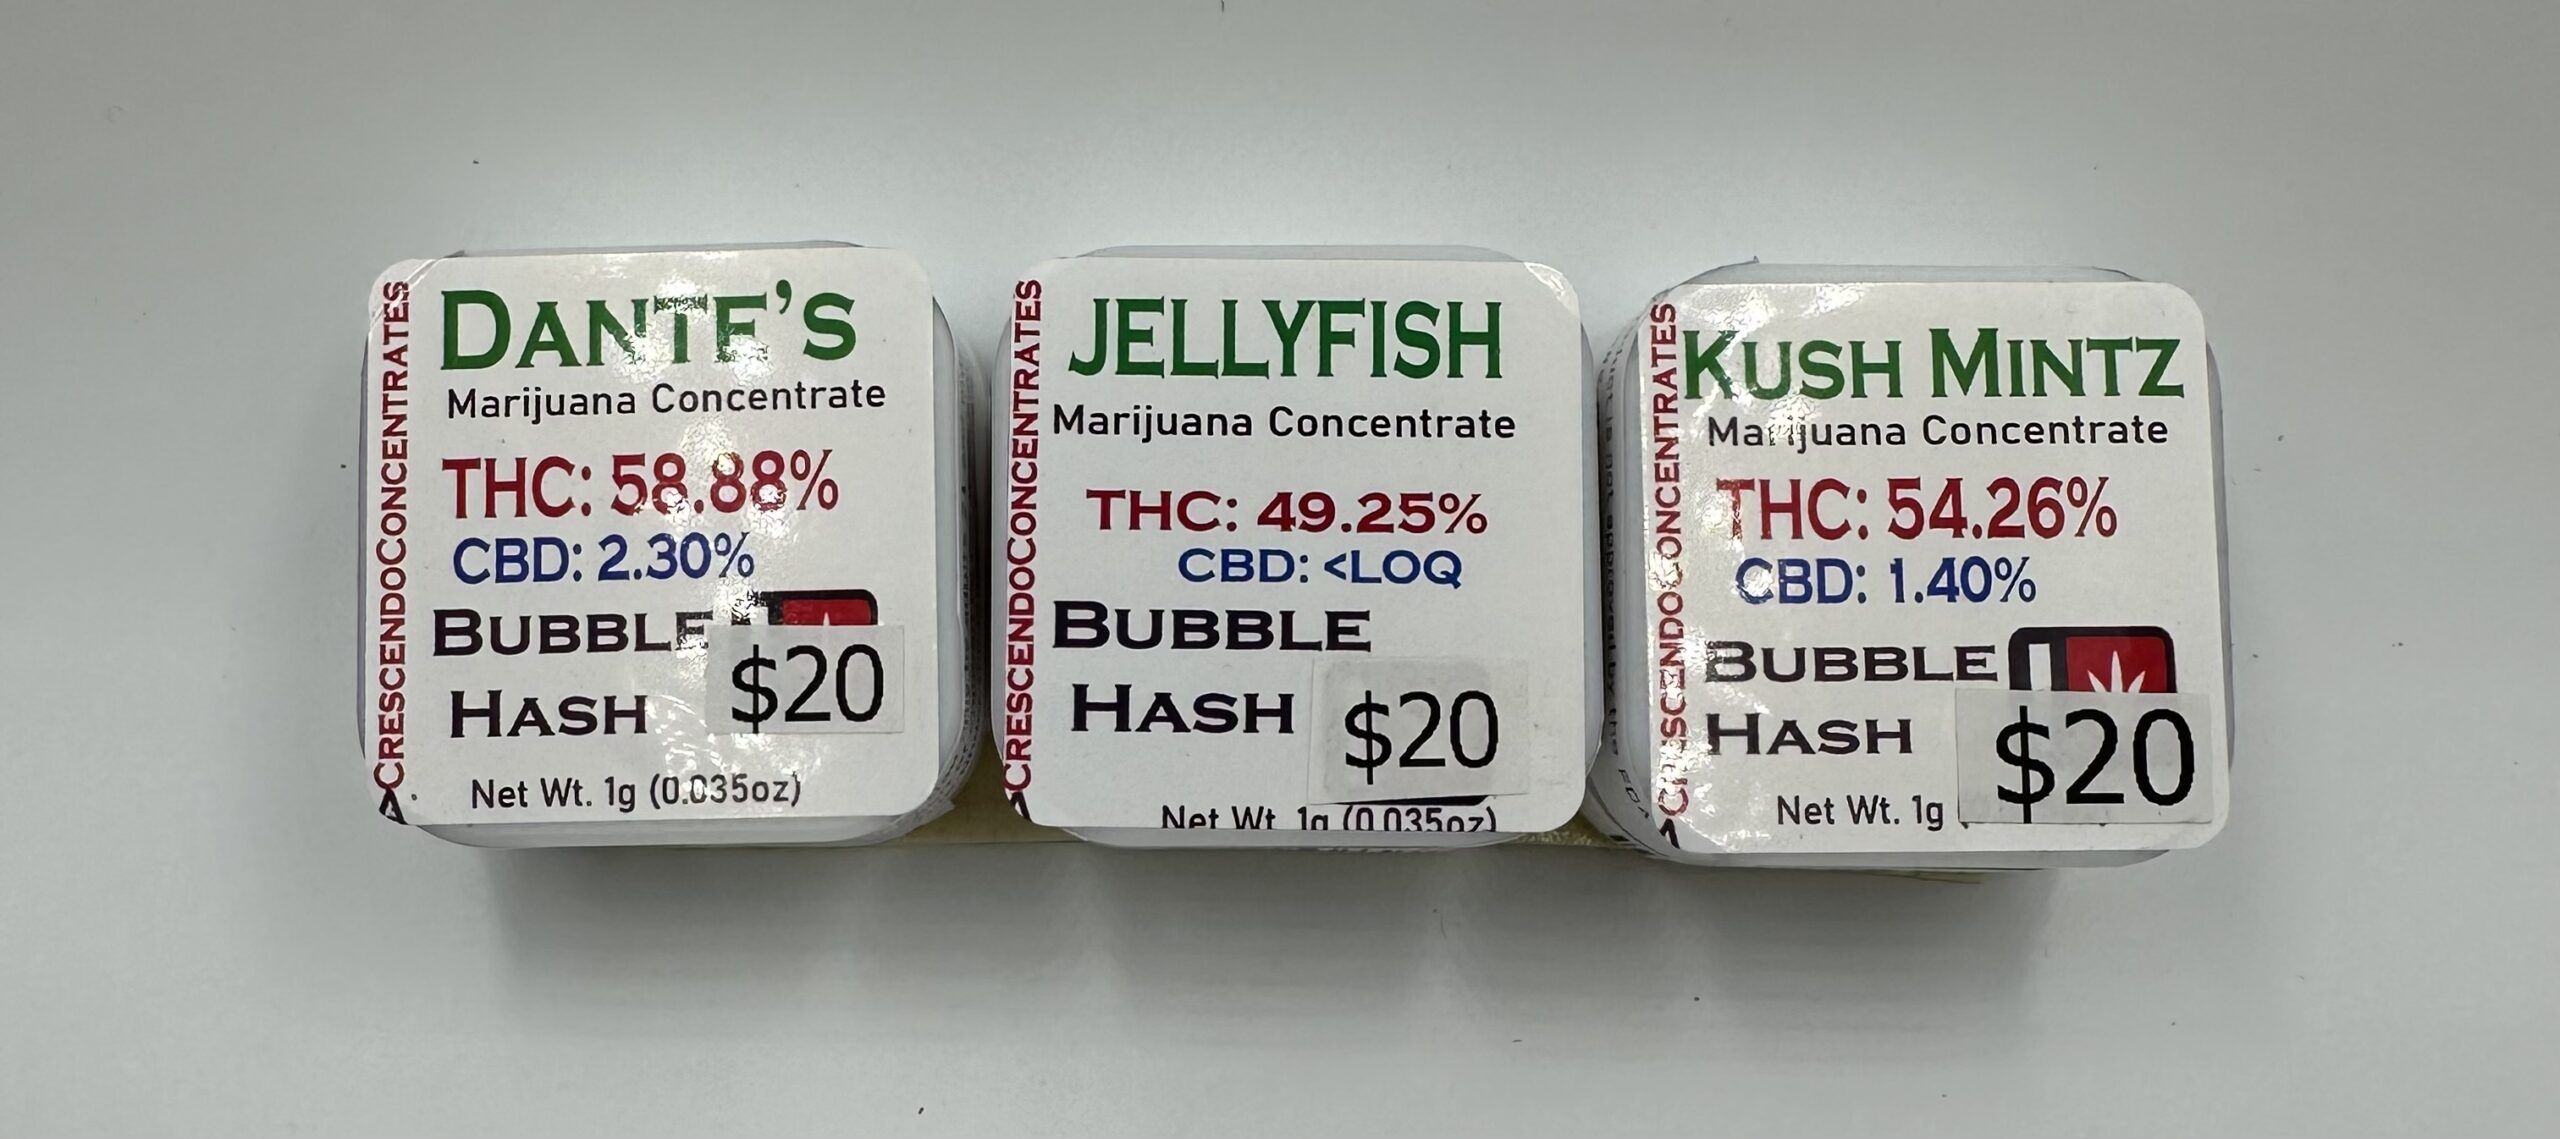 CRESCENDOCONCENTRATES
DANTE'S
Marijuana Concentrate
THC: 58.88%
CBD: 2.30%
BUBBLE
HASH
$20
Net Wt. 1g (0.035oz)
CRESCENDOCONCENTRATES
JELLYFISH
Marijuana Concentrate
THC: 49.25%
CBD: <LOQ
BUBBLE
HASH
$20
Net Wt. 1g (0.035oz)
CRESCENDOCONCENTRATES
KUSH MINTZ
Marijuana Concentrate
THC: 54.26%
CBD: 1.40%
BUBBLE
HASH
$20
Net Wt. 1g